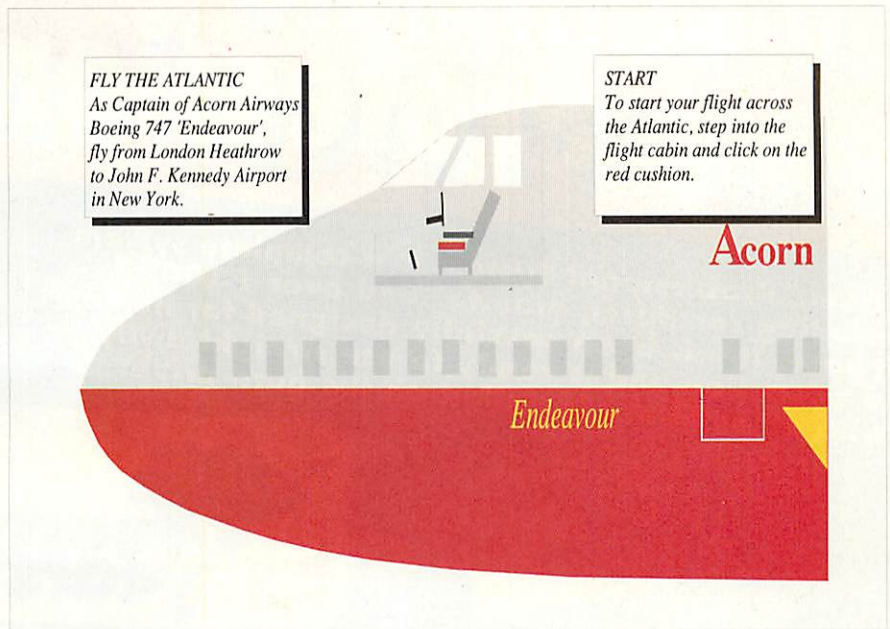 FLY THE ATLANTIC
As Captain of Acorn Airways
Boeing 747 'Endeavour',
fly from London Heathrow
to John F. Kennedy Airport
in New York.
START
To start your flight across
the Atlantic, step into the
flight cabin and click on the
red cushion.
Acorn
Endeavour